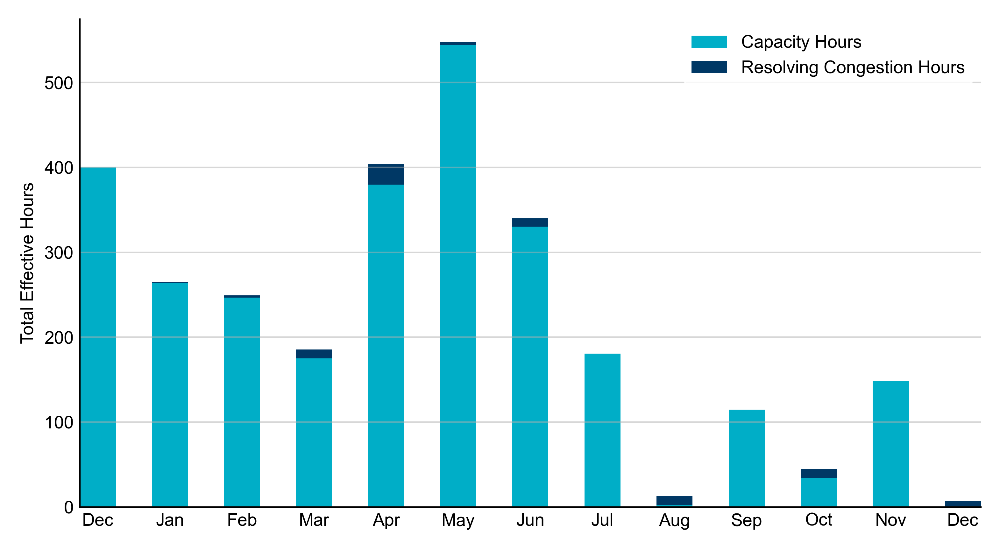 Capacity Hours
Resolving Congestion Hours
Total Effective Hours
500
400
300
200
100
0
Dec Jan Feb Mar Apr May Jun Jul Aug Sep Oct Nov Dec